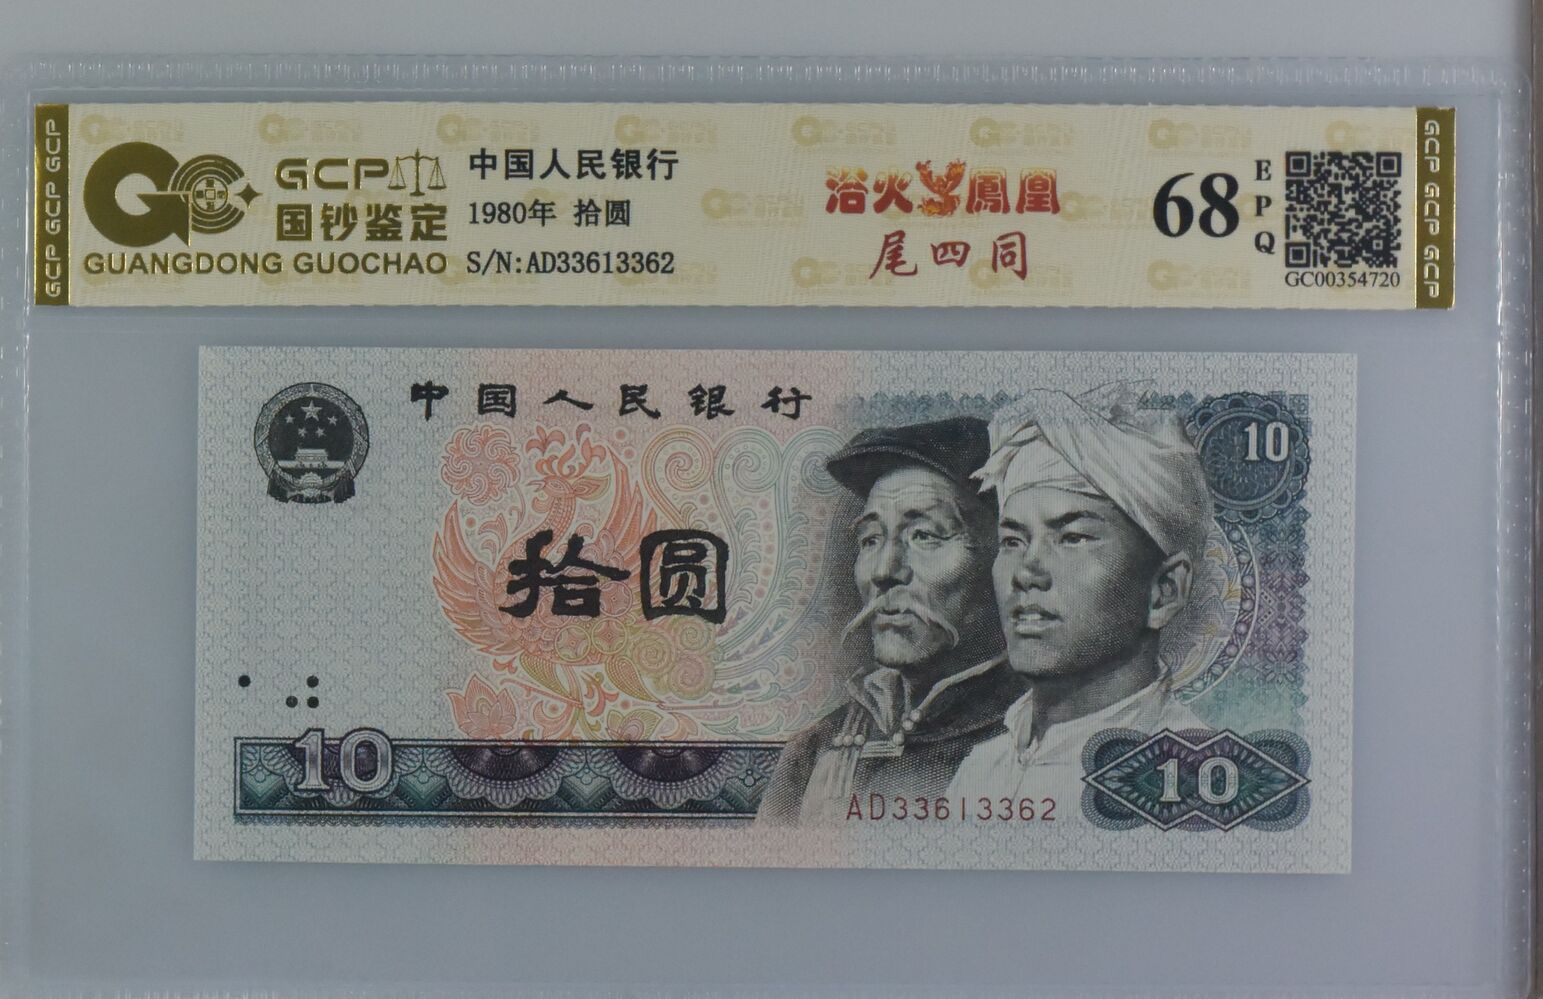 GCP
国钞鉴定
GUANGDONG GUOCHAO
中国人民银行
1980年 拾圆
S/N:AD33613362
浴火鳳凰
尾四同
68
EPQ
GC00354720
GCP GCP GCP
GCP GCP GCP
中国人民银行
10
拾圆
10
AD33613362
10